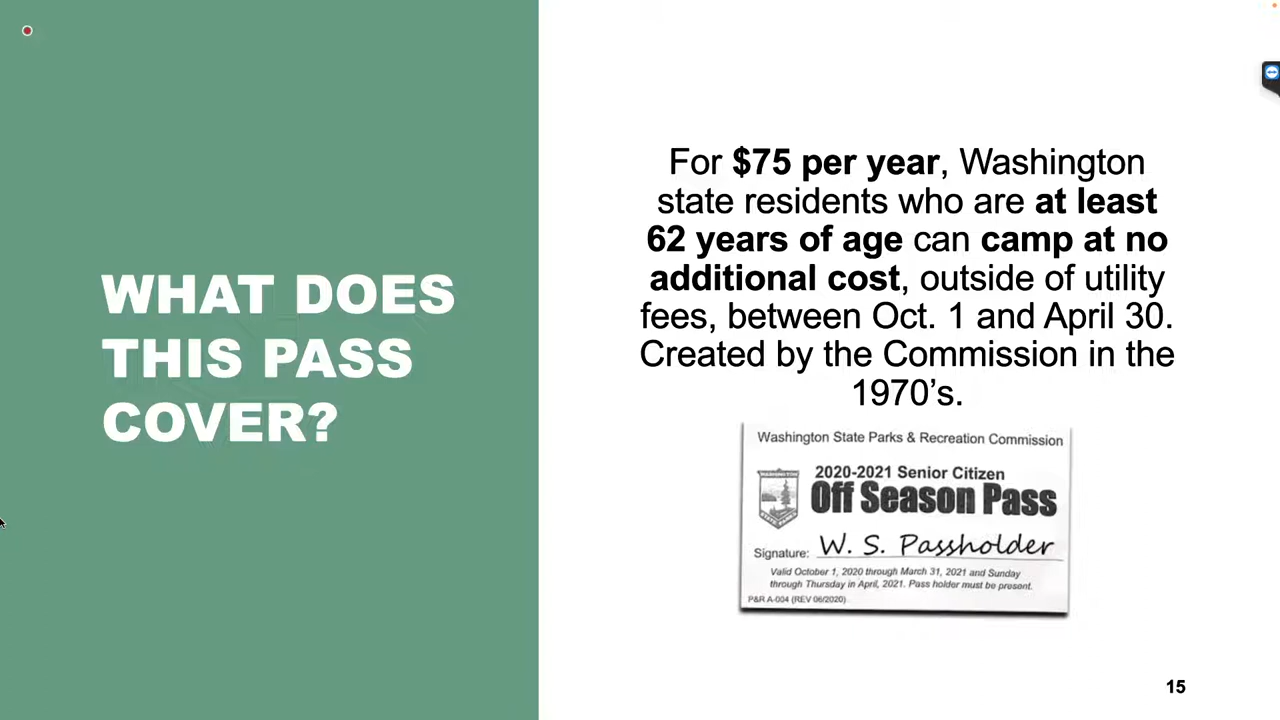 WHAT DOES
THIS PASS
COVER?
For $75 per year, Washington
state residents who are at least
62 years of age can camp at no
additional cost, outside of utility
fees, between Oct. 1 and April 30.
Created by the Commission in the
1970’s.
Washington State Parks & Recreation Commission
WASHINGTON
2020-2021 Senior Citizen
Off Season Pass
Signature: W. S. Passholder
Valid October 1, 2020 through March 31, 2021 and Sunday
through Thursday in April, 2021. Pass holder must be present.
P&R A-004 (REV 06/2020)
15